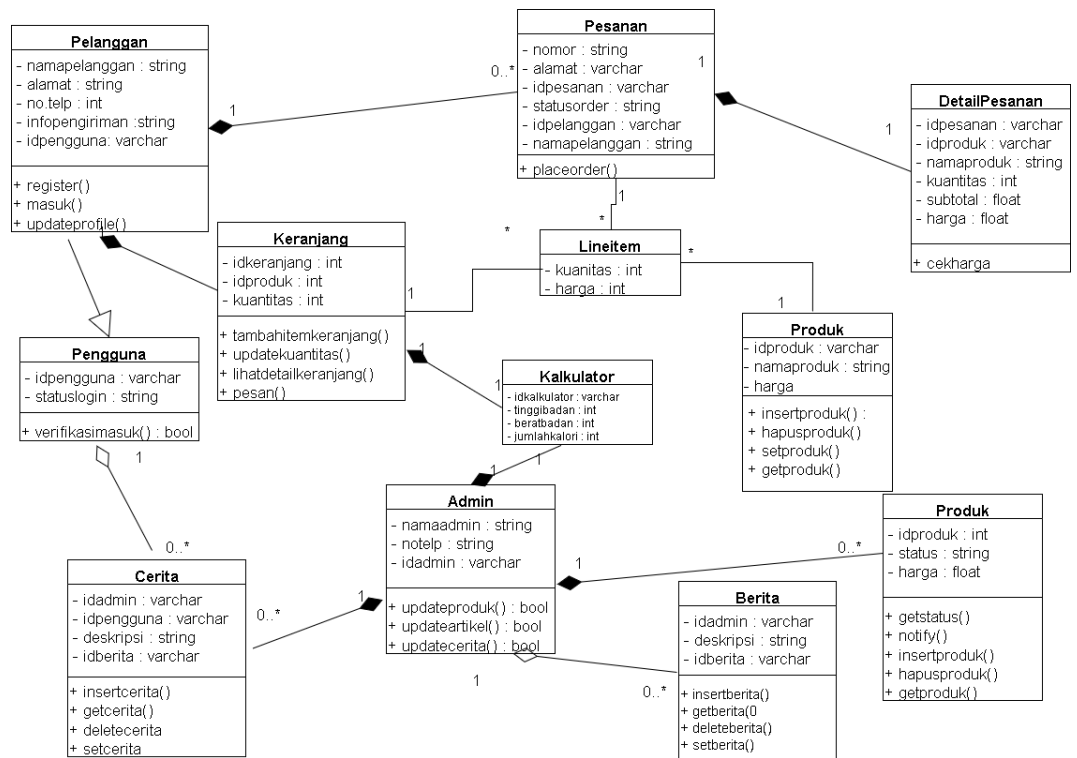 Pelanggan
- namapelanggan : string
- alamat : string
- no.telp : int
- infopengiriman :string
- idpengguna: varchar
+ register()
+ masuk()
+ updateprofile()
1
0..*
1
Pesanan
- nomor : string
- alamat : varchar
- idpesanan : varchar
- statusorder : string
- idpelanggan : varchar
- namapelanggan : string
+ placeorder()
1
1
DetailPesanan
- idpesanan : varchar
- idproduk : varchar
- namaproduk : string
- kuantitas : int
- subtotal : float
- harga : float
+ cekharga
Keranjang
- idkeranjang : int
- idproduk : int
- kuantitas : int
+ tambahitemkeranjang()
+ updatekuantitas()
+ lihatdetailkeranjang()
+ pesan()
1
*
1
*
Lineitem
- kuanitas : int
- harga : int
*
1
Produk
- idproduk : varchar
- namaproduk : string
- harga
+ insertproduk() :
+ hapusproduk()
+ setproduk()
+ getproduk()
Pengguna
- idpengguna : varchar
- statuslogin : string
+ verifikasimasuk() : bool
1
0..*
1
1
Kalkulator
- idkalkulator : varchar
- tinggibadan : int
- beratbadan : int
- jumlahkalori : int
1
1
Admin
- namaadmin : string
- notelp : string
- idadmin : varchar
+ updateproduk() : bool
+ updateartikel() : bool
+ updatecerita() : bool
1
0..*
1
0..*
1
0..*
Cerita
- idadmin : varchar
- idpengguna : varchar
- deskripsi : string
- idberita : varchar
+ insertcerita()
+ getcerita()
+ deletecerita
+ setcerita
Berita
- idadmin : varchar
- deskripsi : string
- idberita : varchar
+ insertberita()
+ getberita(0
+ deleteberita()
+ setberita()
Produk
- idproduk : int
- status : string
- harga : float
+ getstatus()
+ notify()
+ insertproduk()
+ hapusproduk()
+ getproduk()